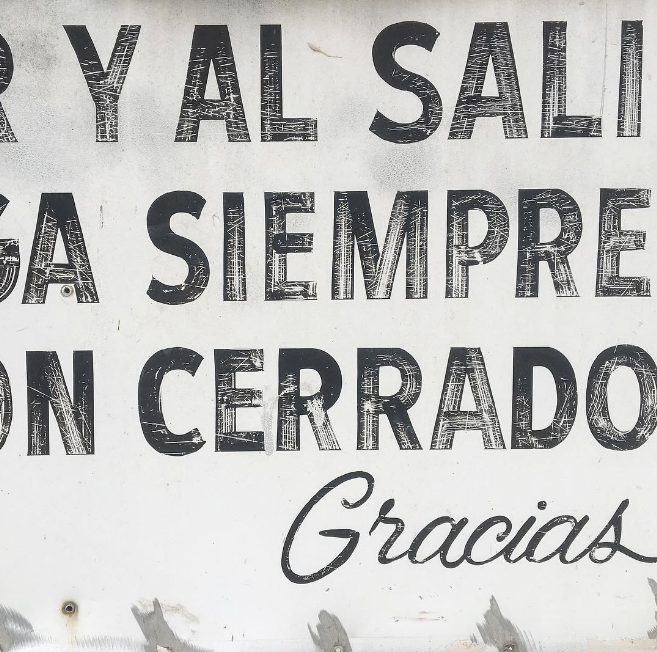 R Y AL SALI
GA SIEMPRE
ON CERRADO
Gracias